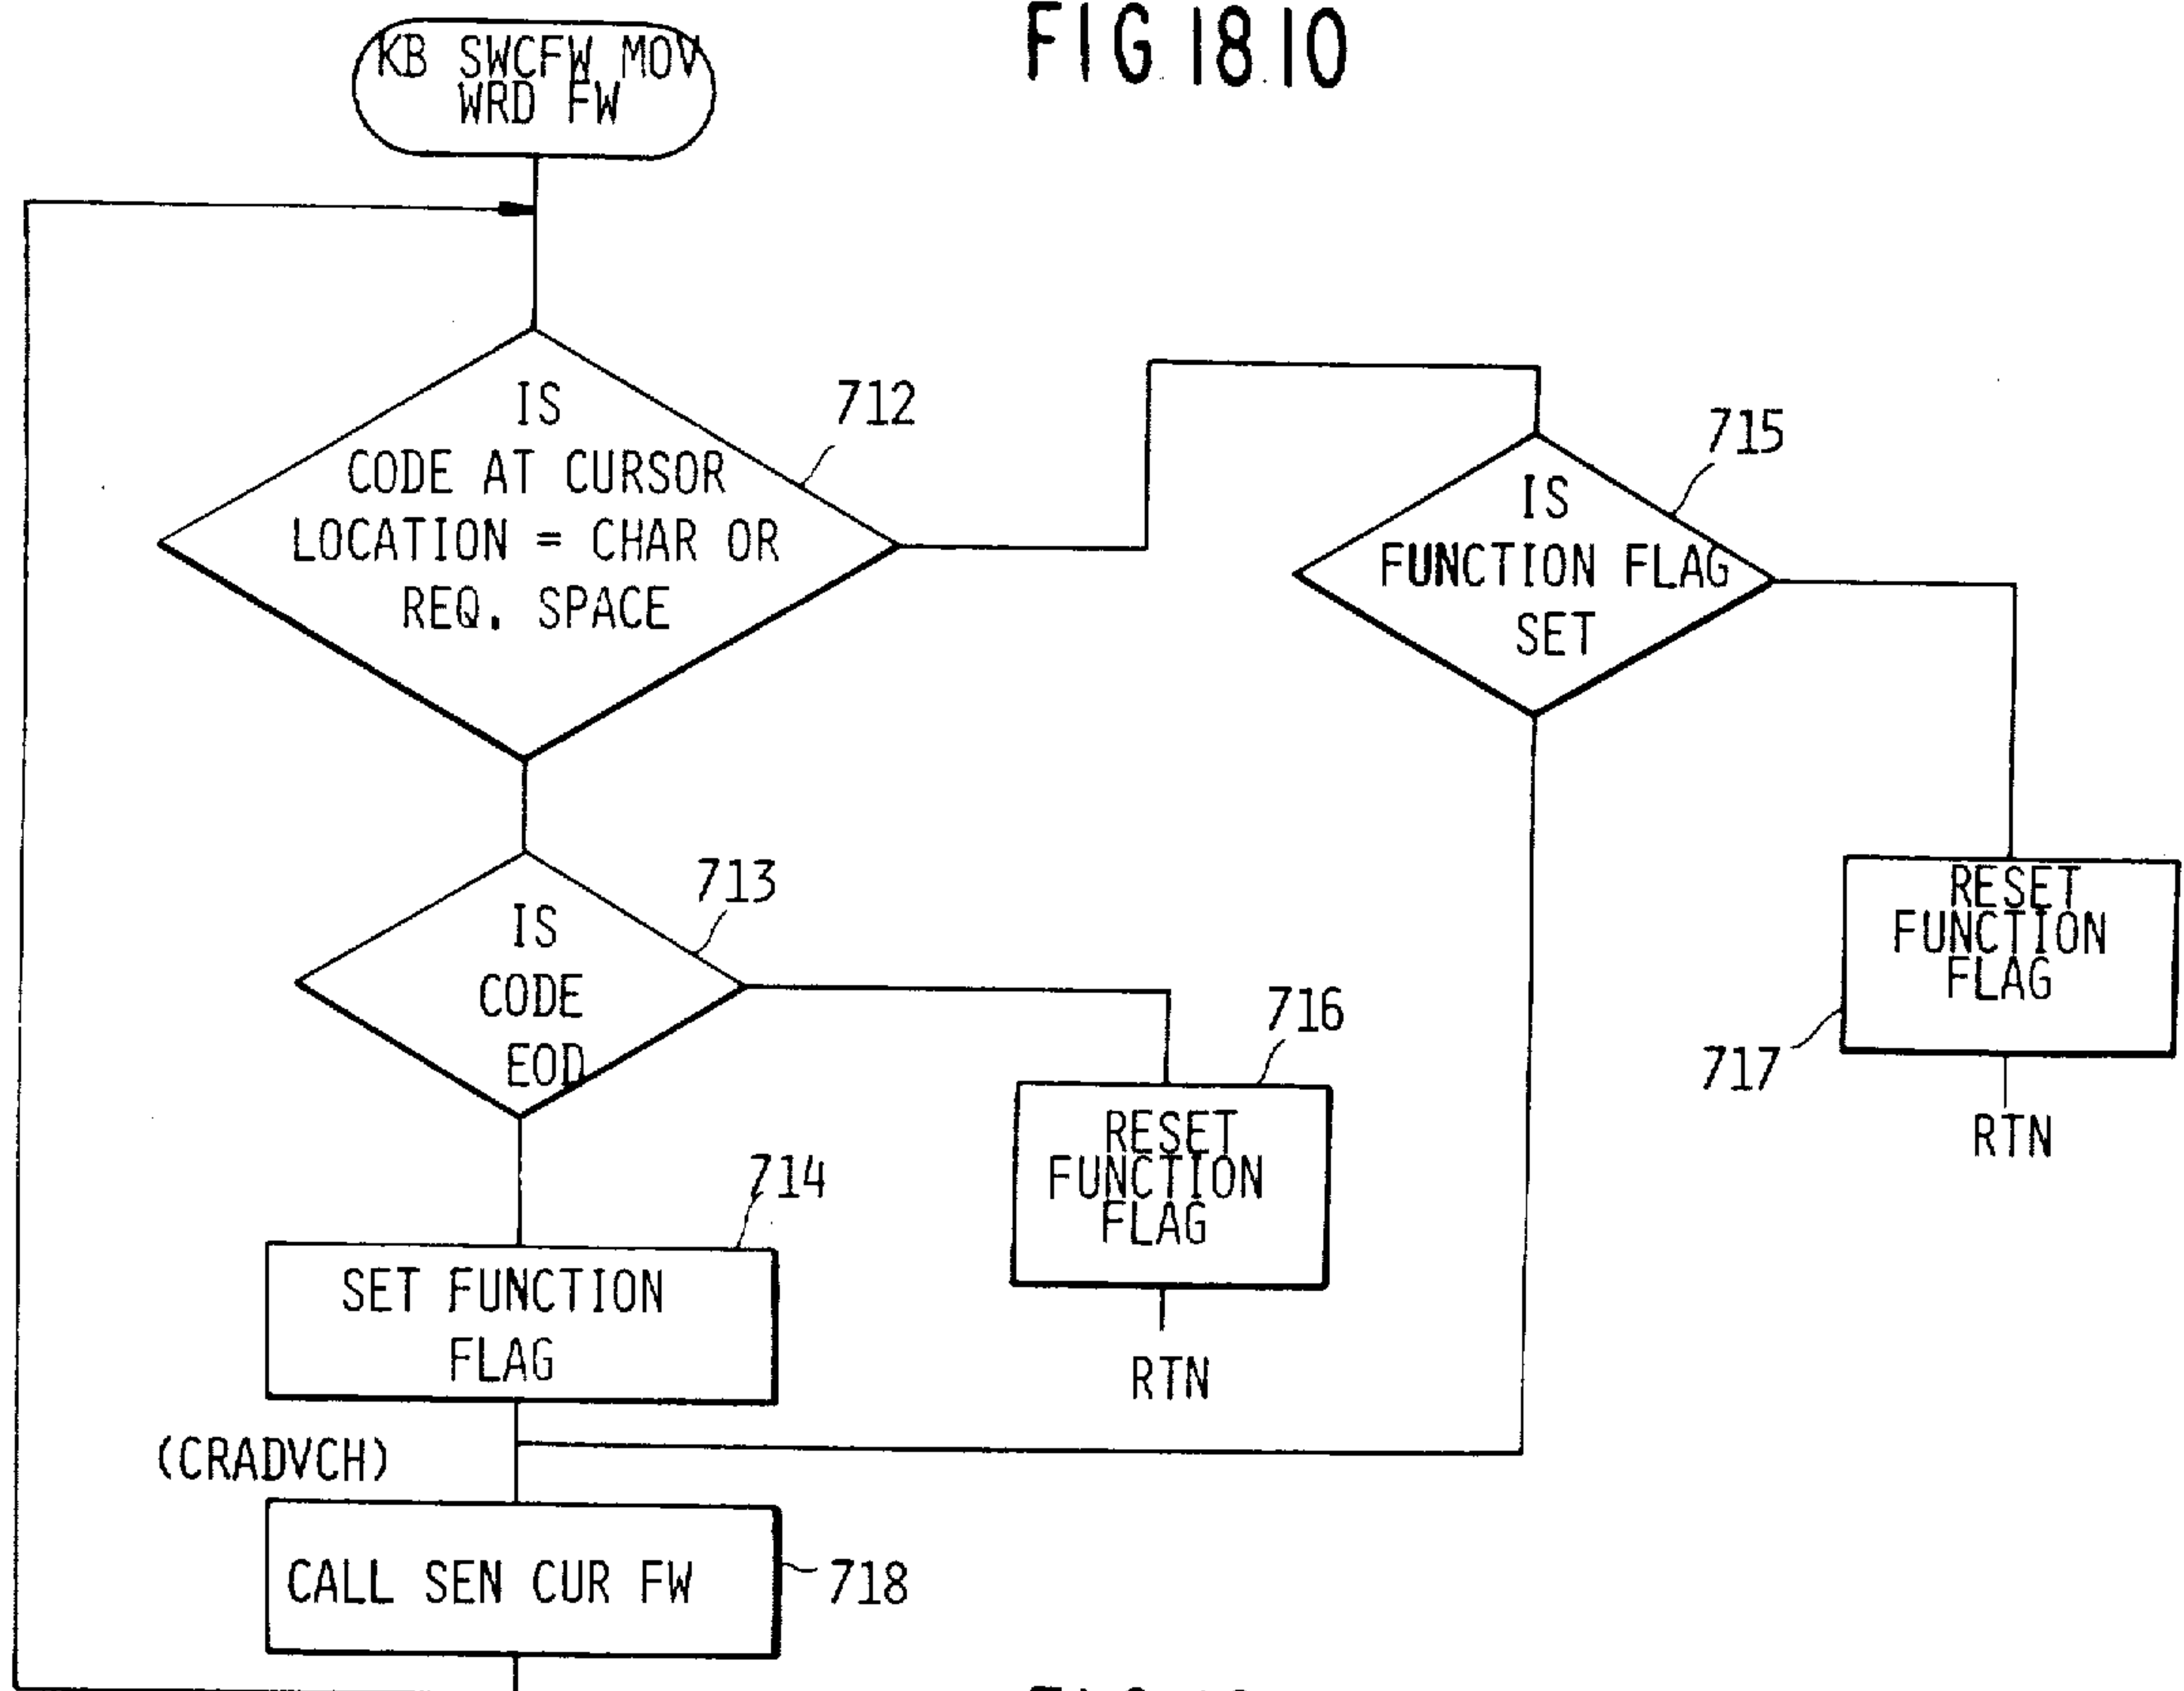 FIG. 18.10
KB SWCFW MOV
WRD FW
IS
CODE AT CURSOR
LOCATION = CHAR OR
REQ. SPACE
712
IS
FUNCTION FLAG
SET
715
IS
CODE
EOD
713
RESET
FUNCTION
FLAG
717
RTN
RESET
FUNCTION
FLAG
716
RTN
SET FUNCTION
FLAG
714
(CRADVCH)
CALL SEN CUR FW
718